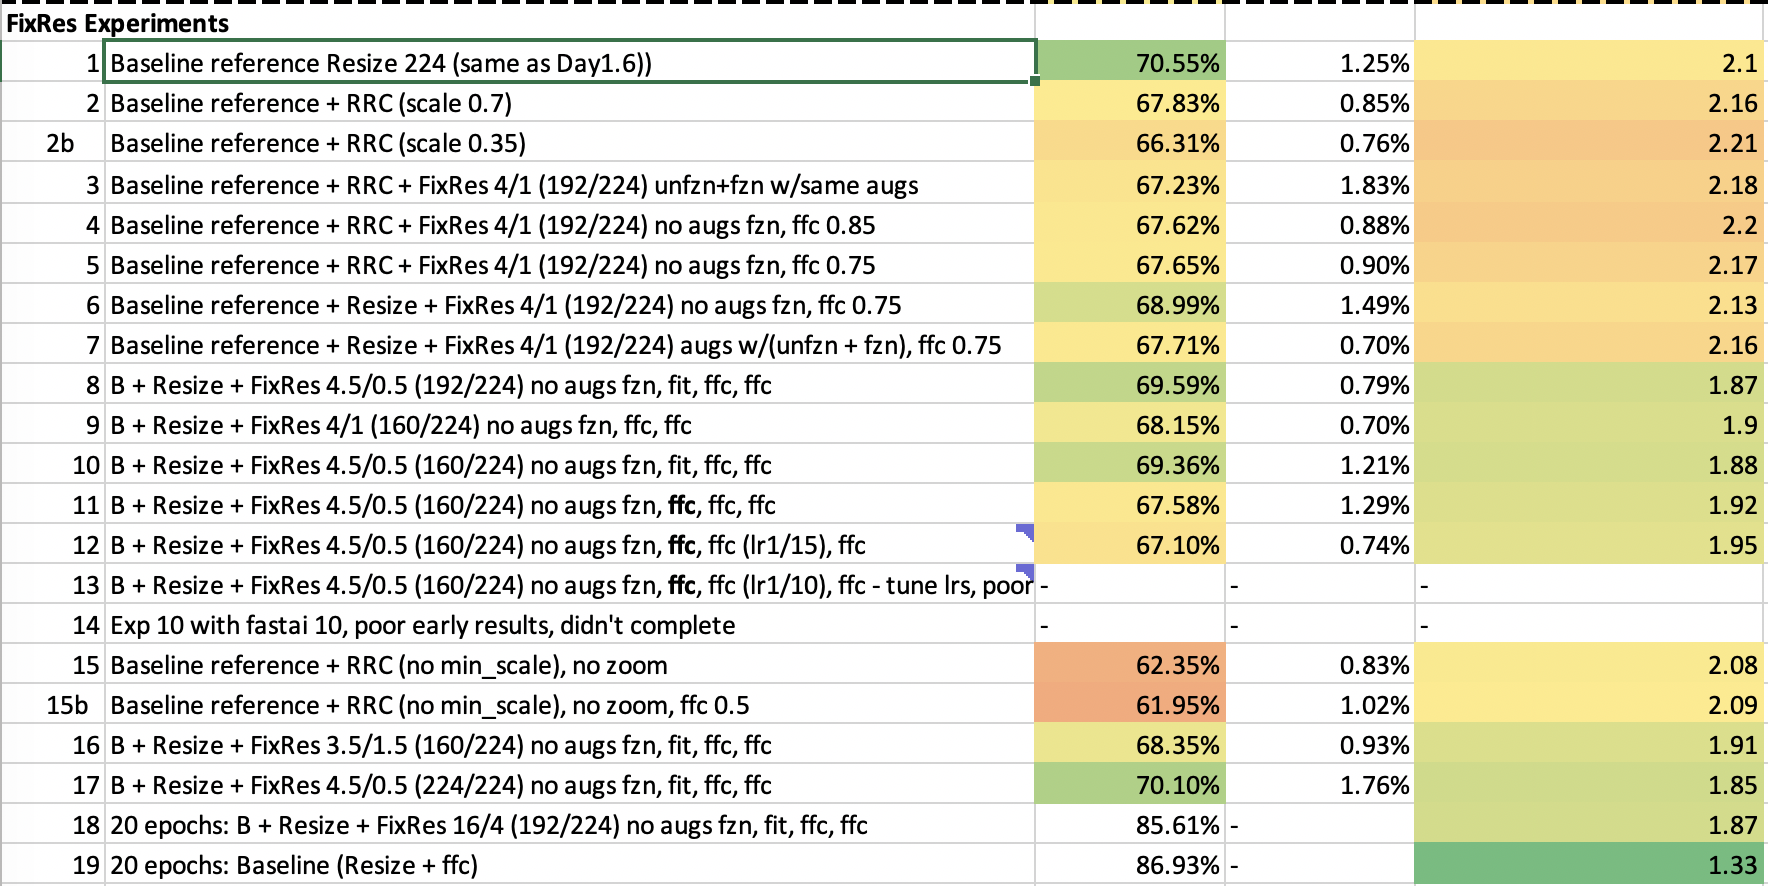 FixRes Experiments
1 Baseline reference Resize 224 (same as Day1.6)) 70.55% 1.25% 2.1
2 Baseline reference + RRC (scale 0.7) 67.83% 0.85% 2.16
2b Baseline reference + RRC (scale 0.35) 66.31% 0.76% 2.21
3 Baseline reference + RRC + FixRes 4/1 (192/224) unfzn+fzn w/same augs 67.23% 1.83% 2.18
4 Baseline reference + RRC + FixRes 4/1 (192/224) no augs fzn, ffc 0.85 67.62% 0.88% 2.2
5 Baseline reference + RRC + FixRes 4/1 (192/224) no augs fzn, ffc 0.75 67.65% 0.90% 2.17
6 Baseline reference + Resize + FixRes 4/1 (192/224) no augs fzn, ffc 0.75 68.99% 1.49% 2.13
7 Baseline reference + Resize + FixRes 4/1 (192/224) augs w/(unfzn + fzn), ffc 0.75 67.71% 0.70% 2.16
8 B + Resize + FixRes 4.5/0.5 (192/224) no augs fzn, fit, ffc, ffc 69.59% 0.79% 1.87
9 B + Resize + FixRes 4/1 (160/224) no augs fzn, ffc, ffc 68.15% 0.70% 1.9
10 B + Resize + FixRes 4.5/0.5 (160/224) no augs fzn, fit, ffc, ffc 69.36% 1.21% 1.88
11 B + Resize + FixRes 4.5/0.5 (160/224) no augs fzn, ffc, ffc, ffc 67.58% 1.29% 1.92
12 B + Resize + FixRes 4.5/0.5 (160/224) no augs fzn, ffc, ffc (lr1/15), ffc 67.10% 0.74% 1.95
13 B + Resize + FixRes 4.5/0.5 (160/224) no augs fzn, ffc, ffc (lr1/10), ffc - tune lrs, poor - - -
14 Exp 10 with fastai 10, poor early results, didn't complete - - -
15 Baseline reference + RRC (no min_scale), no zoom 62.35% 0.83% 2.08
15b Baseline reference + RRC (no min_scale), no zoom, ffc 0.5 61.95% 1.02% 2.09
16 B + Resize + FixRes 3.5/1.5 (160/224) no augs fzn, fit, ffc, ffc 68.35% 0.93% 1.91
17 B + Resize + FixRes 4.5/0.5 (224/224) no augs fzn, fit, ffc, ffc 70.10% 1.76% 1.85
18 20 epochs: B + Resize + FixRes 16/4 (192/224) no augs fzn, fit, ffc, ffc 85.61% - 1.87
19 20 epochs: Baseline (Resize + ffc) 86.93% - 1.33